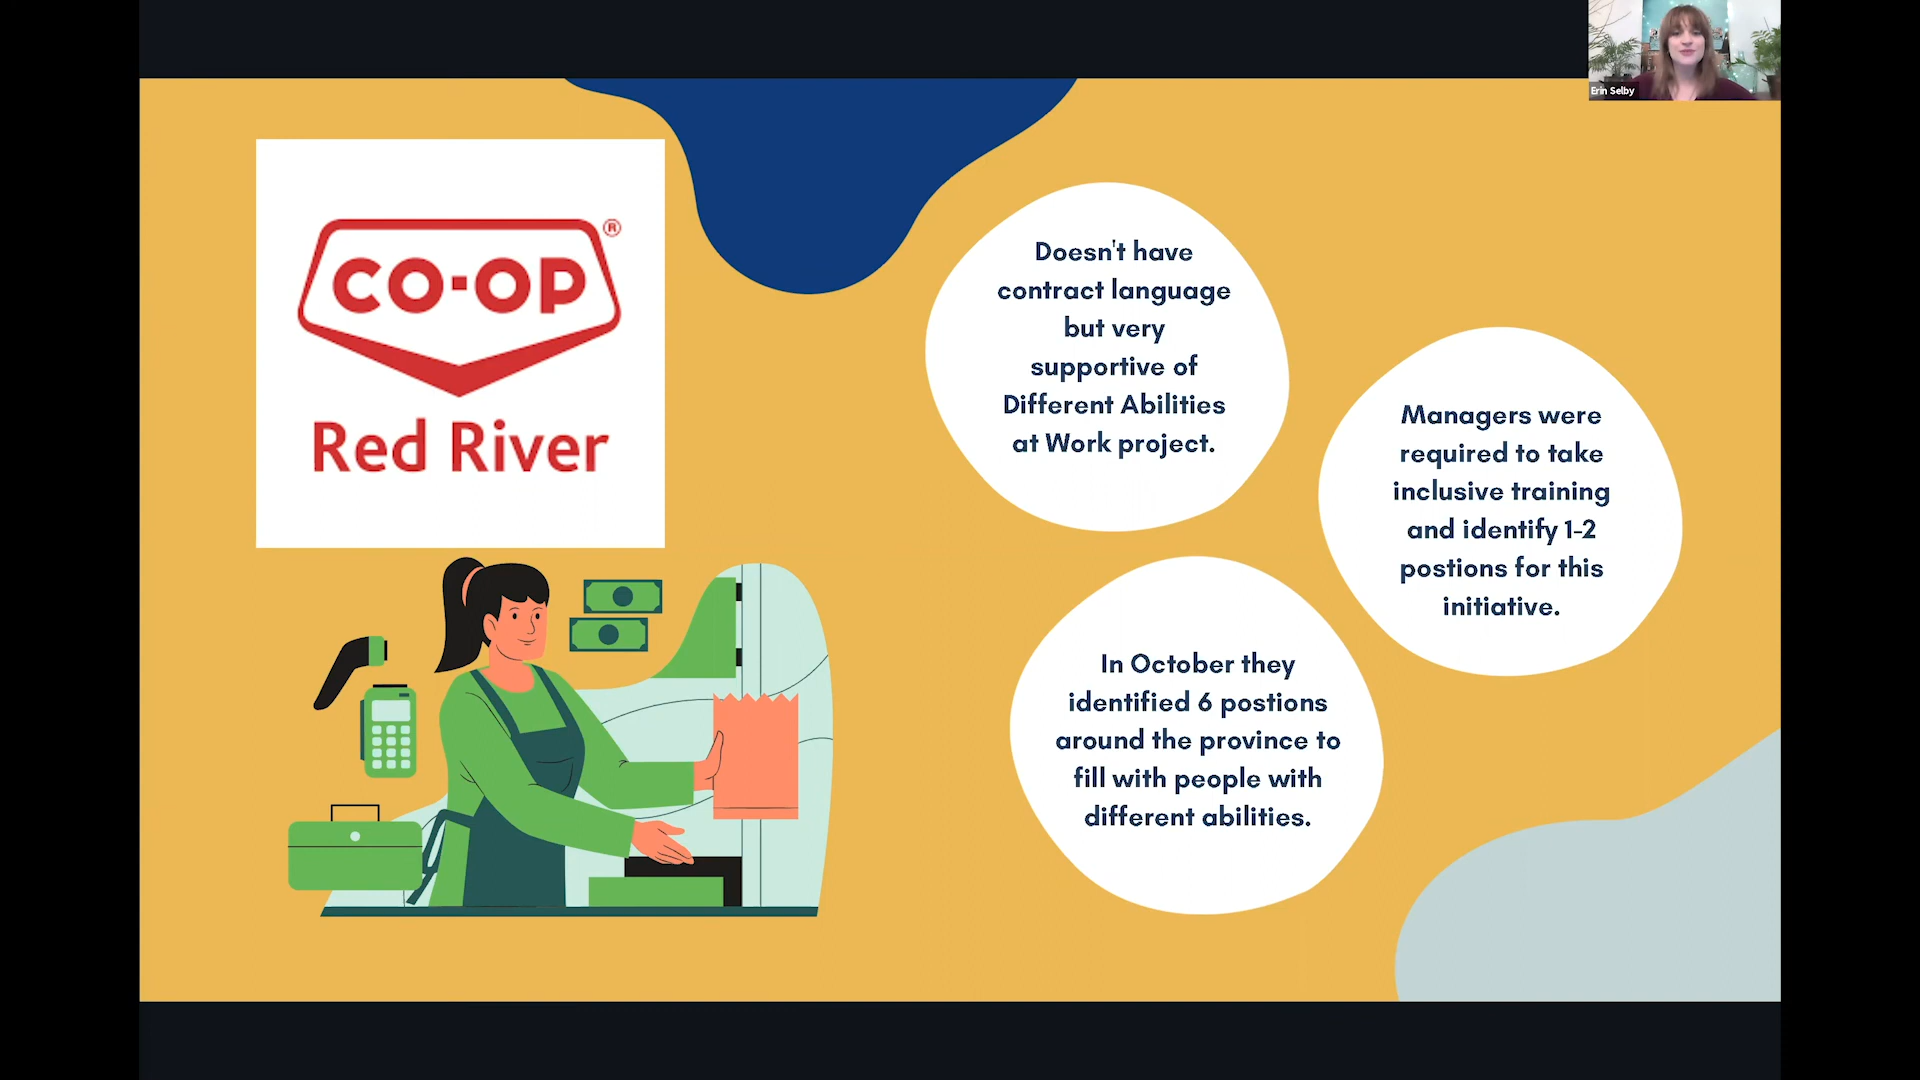 Erin Selby
CO-OP®
Red River
Doesn't have
contract language
but very
supportive of
Different Abilities
at Work project.
Managers were
required to take
inclusive training
and identify 1-2
postions for this
initiative.
In October they
identified 6 postions
around the province to
fill with people with
different abilities.